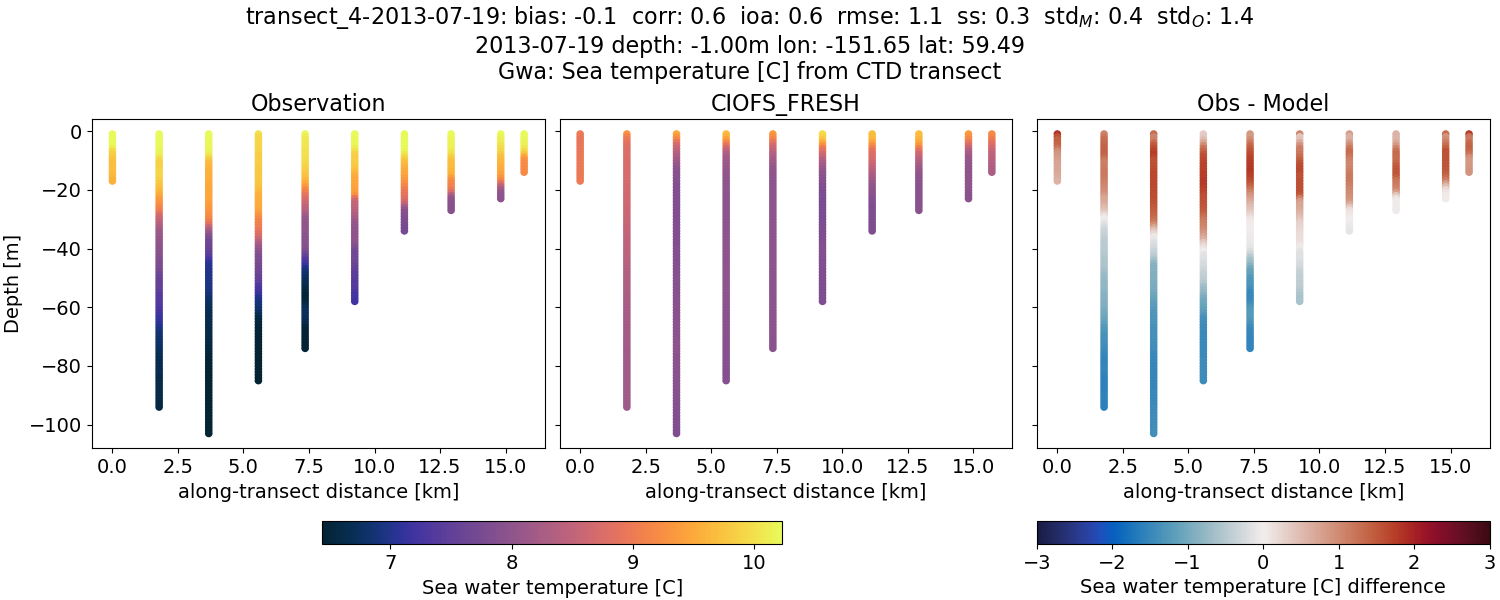 transect_4-2013-07-19: bias: -0.1 corr: 0.6 ioa: 0.6 rmse: 1.1 ss: 0.3 std_M: 0.4 std_O: 1.4
2013-07-19 depth: -1.00m lon: -151.65 lat: 59.49
Gwa: Sea temperature [C] from CTD transect
Observation
CIOFS_FRESH
Obs - Model
Depth [m]
0
−20
−40
−60
−80
−100
0.0 2.5 5.0 7.5 10.0 12.5 15.0
0.0 2.5 5.0 7.5 10.0 12.5 15.0
0.0 2.5 5.0 7.5 10.0 12.5 15.0
along-transect distance [km]
along-transect distance [km]
along-transect distance [km]
7 8 9 10
Sea water temperature [C]
−3 −2 −1 0 1 2 3
Sea water temperature [C] difference